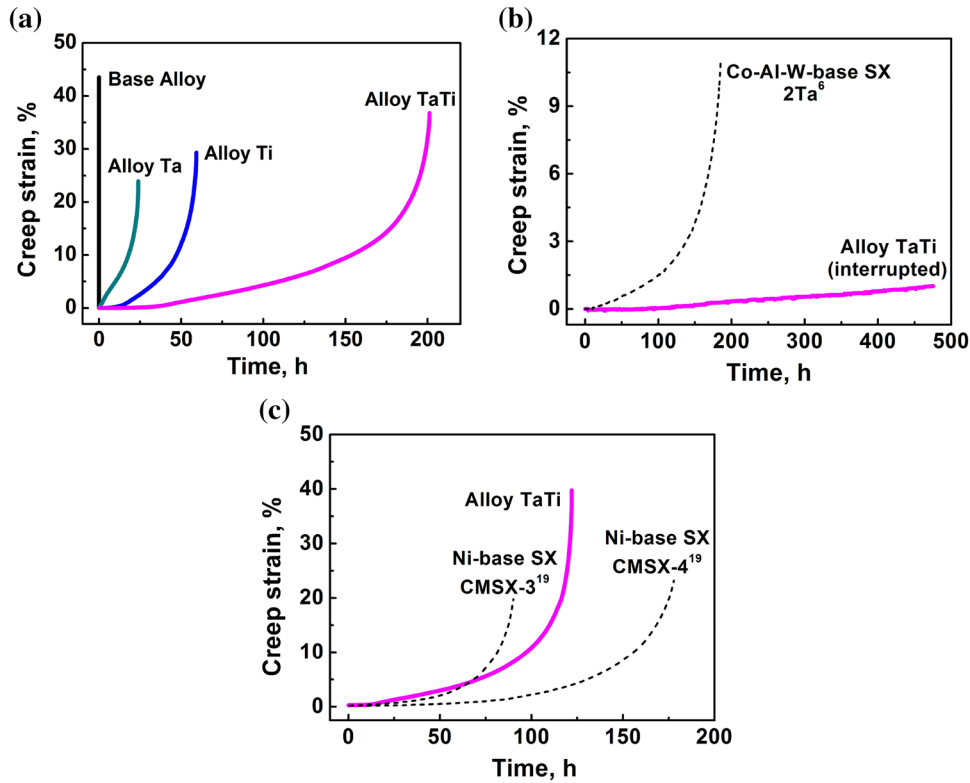 (a)
50
40
30
20
10
0
Creep strain, %
Base Alloy
Alloy Ta
Alloy Ti
Alloy TaTi
0 50 100 150 200
Time, h
(b)
12
9
6
3
0
Creep strain, %
Co-Al-W-base SX
2Ta⁶
Alloy TaTi
(interrupted)
0 100 200 300 400 500
Time, h
(c)
50
40
30
20
10
0
Creep strain, %
Alloy TaTi
Ni-base SX
CMSX-3¹⁹
Ni-base SX
CMSX-4¹⁹
0 50 100 150 200
Time, h